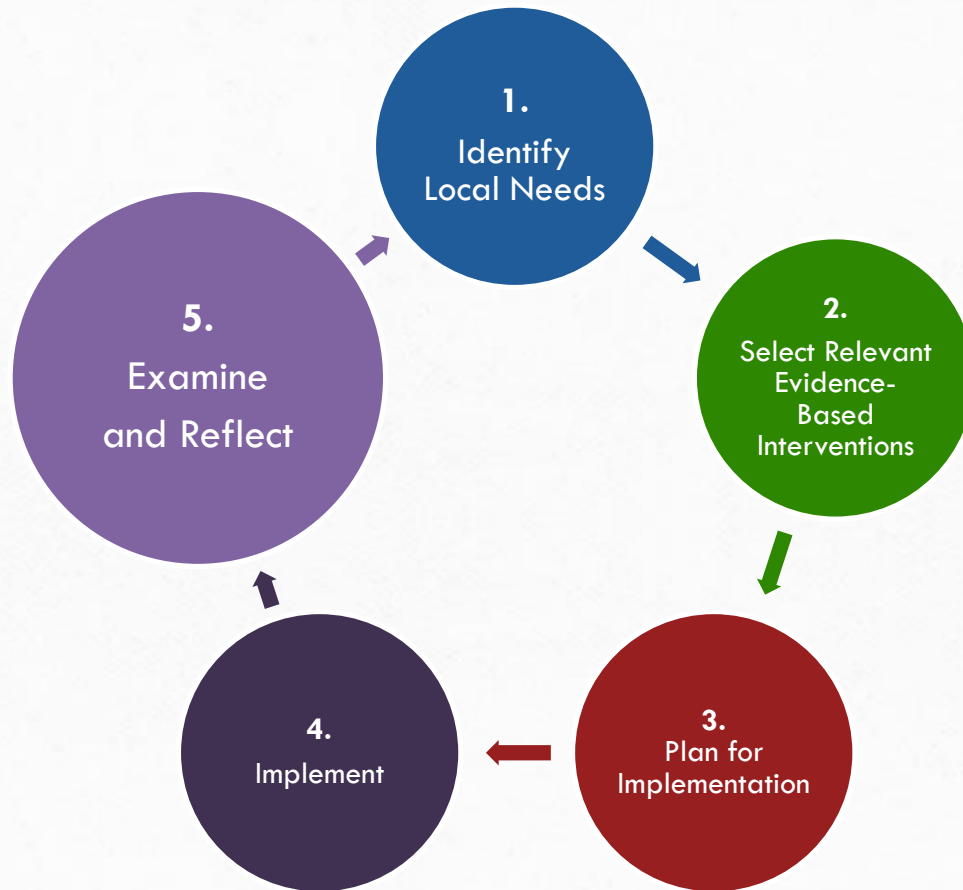 1.
Identify
Local Needs
2.
Select Relevant
Evidence-
Based
Interventions
3.
Plan for
Implementation
4.
Implement
5.
Examine
and Reflect